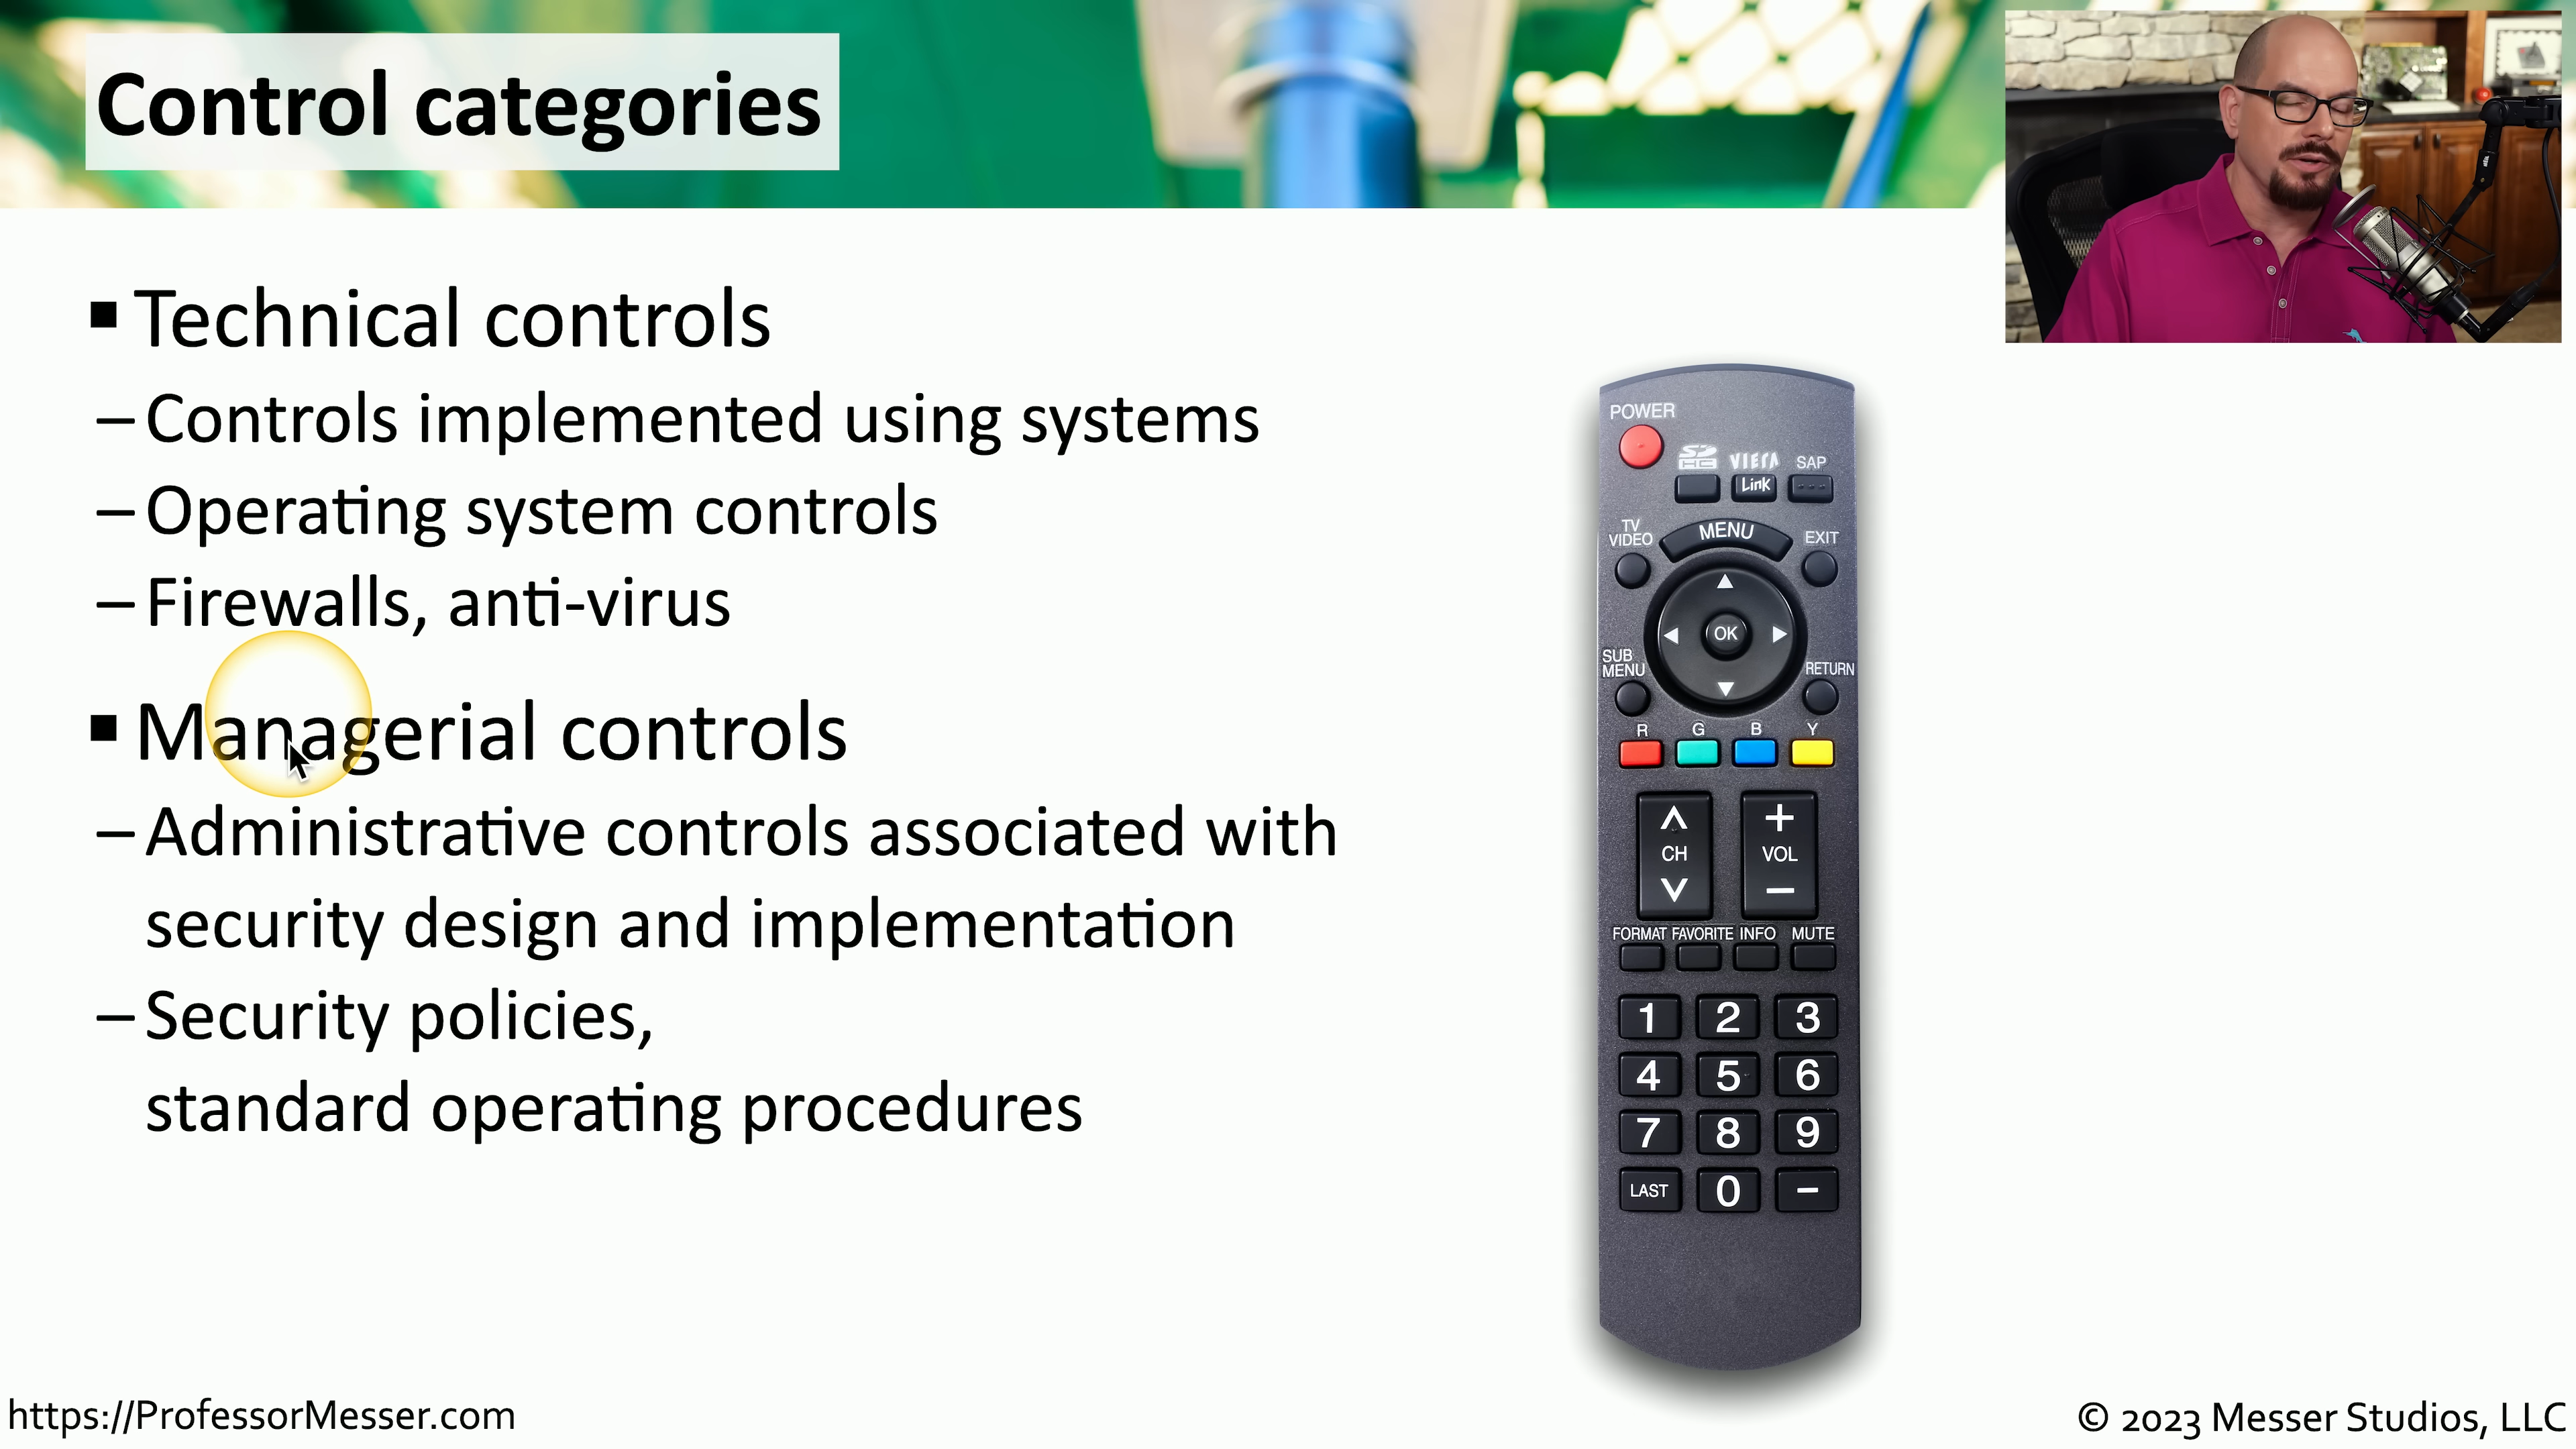 Control categories
▪ Technical controls
– Controls implemented using systems
– Operating system controls
– Firewalls, anti-virus
▪ Managerial controls
– Administrative controls associated with
security design and implementation
– Security policies,
standard operating procedures
POWER
SD HC VIERA SAP
Link
TV VIDEO MENU EXIT
OK
SUB MENU RETURN
R G B Y
CH VOL
+
−
FORMAT FAVORITE INFO MUTE
1 2 3
4 5 6
7 8 9
LAST 0 −
https://ProfessorMesser.com
© 2023 Messer Studios, LLC